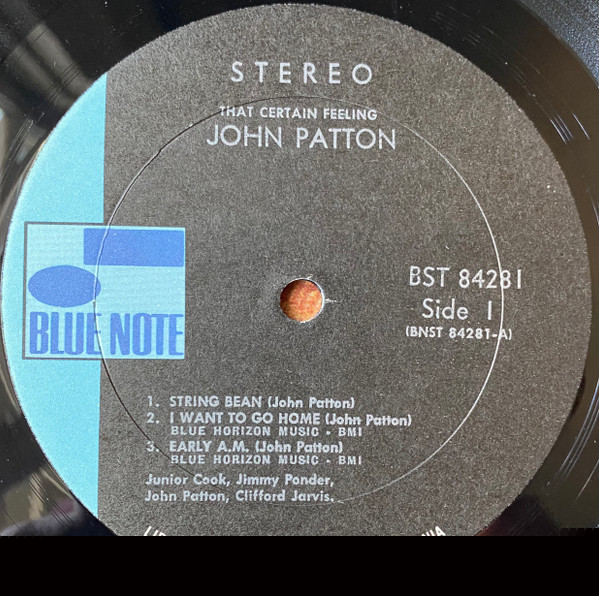 STEREO
THAT CERTAIN FEELING
JOHN PATTON
BST 84281
Side 1
(BNST 84281-A)
BLUE NOTE
1. STRING BEAN (John Patton)
2. I WANT TO GO HOME (John Patton)
BLUE HORIZON MUSIC - BMI
3. EARLY A.M. (John Patton)
BLUE HORIZON MUSIC - BMI
Junior Cook, Jimmy Ponder,
John Patton, Clifford Jarvis.